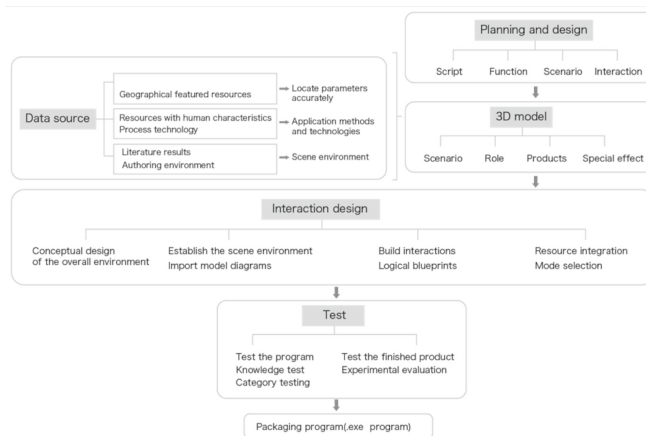 Planning and design
Script Function Scenario Interaction
Data source
Geographical featured resources
Locate parameters
accurately
Resources with human characteristics
Process technology
Application methods
and technologies
Literature results
Authoring environment
Scene environment
3D model
Scenario Role Products Special effect
Interaction design
Conceptual design
of the overall environment
Establish the scene environment
Import model diagrams
Build interactions
Logical blueprints
Resource integration
Mode selection
Test
Test the program
Knowledge test
Category testing
Test the finished product
Experimental evaluation
Packaging program(.exe program)